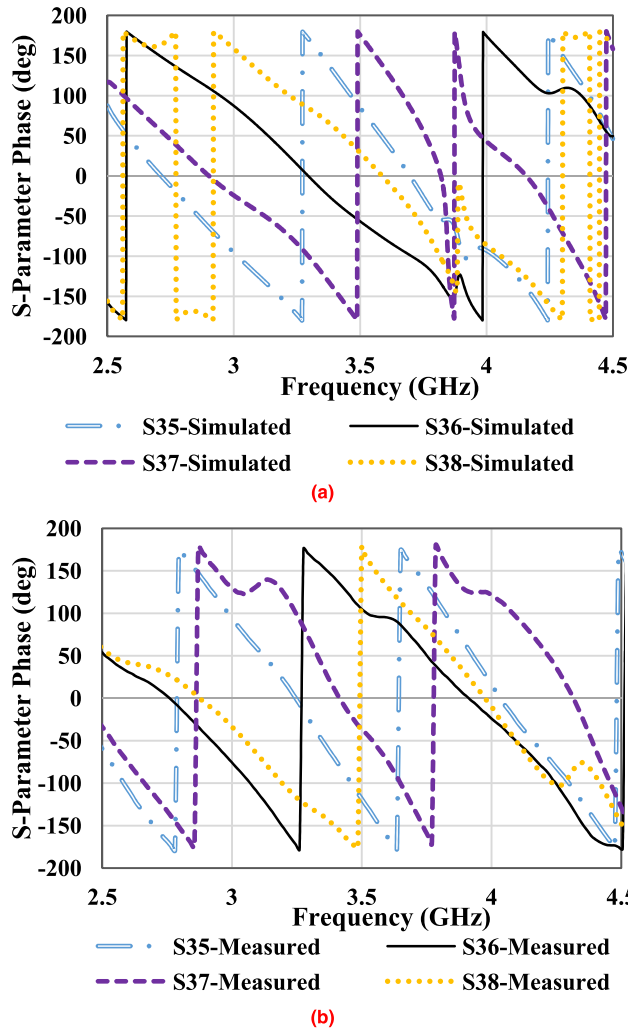 200
150
100
50
0
-50
-100
-150
-200
S-Parameter Phase (deg)
2.5 3 3.5 4 4.5
Frequency (GHz)
S35-Simulated S36-Simulated
S37-Simulated S38-Simulated
(a)
200
150
100
50
0
-50
-100
-150
-200
S-Parameter Phase (deg)
2.5 3 3.5 4 4.5
Frequency (GHz)
S35-Measured S36-Measured
S37-Measured S38-Measured
(b)